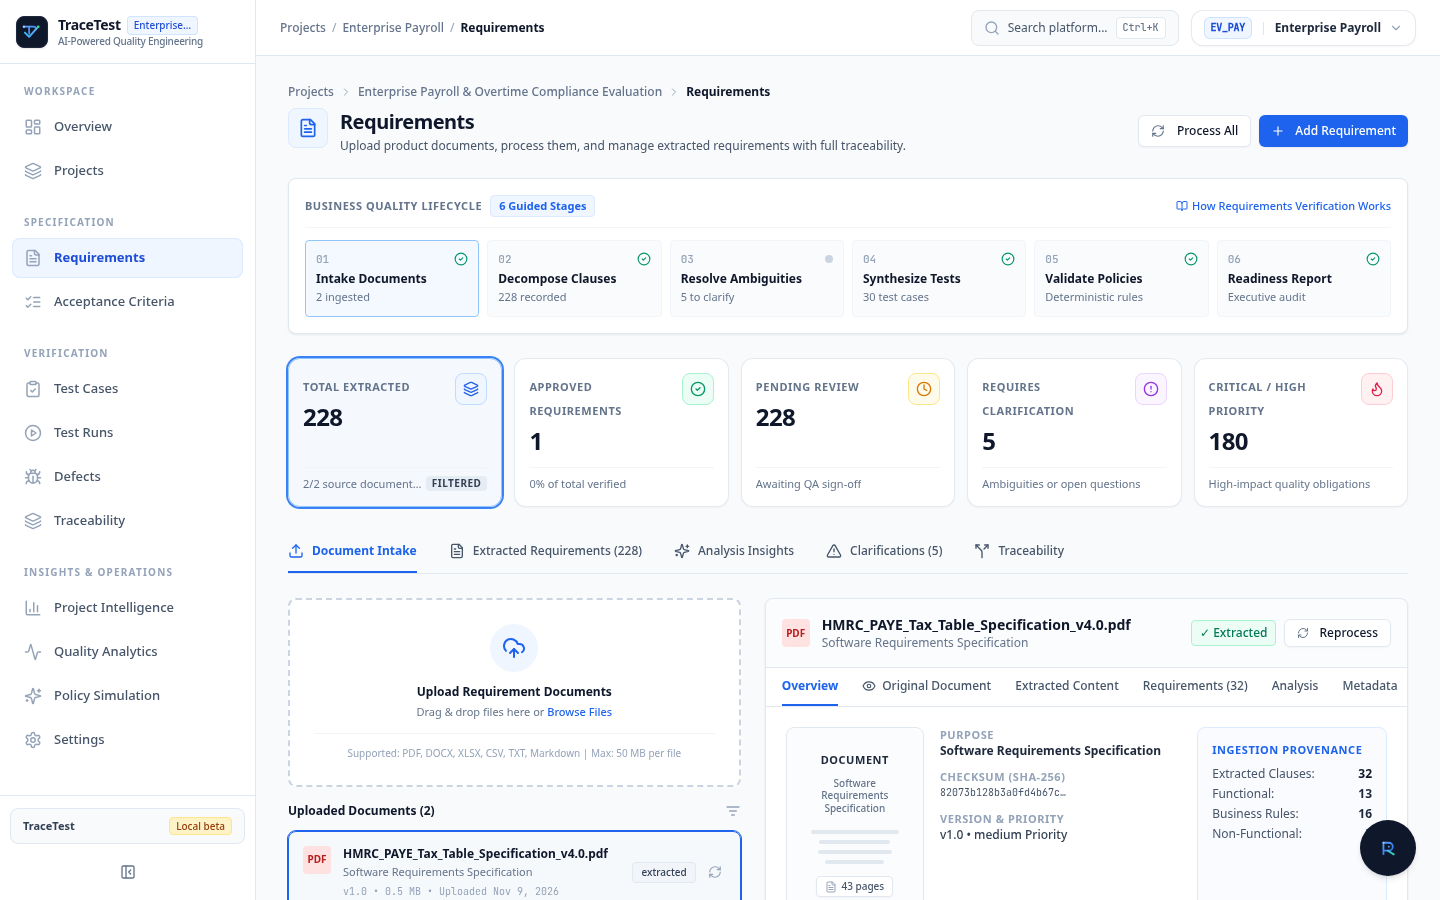 TraceTest Enterprise...
AI-Powered Quality Engineering
Projects / Enterprise Payroll / Requirements
Search platform... Ctrl+K
EV_PAY Enterprise Payroll
WORKSPACE
Overview
Projects
SPECIFICATION
Requirements
Acceptance Criteria
VERIFICATION
Test Cases
Test Runs
Defects
Traceability
INSIGHTS & OPERATIONS
Project Intelligence
Quality Analytics
Policy Simulation
Settings
TraceTest Local beta
Projects > Enterprise Payroll & Overtime Compliance Evaluation > Requirements
Requirements
Upload product documents, process them, and manage extracted requirements with full traceability.
Process All
+ Add Requirement
BUSINESS QUALITY LIFECYCLE 6 Guided Stages
How Requirements Verification Works
01
Intake Documents
2 ingested
02
Decompose Clauses
228 recorded
03
Resolve Ambiguities
5 to clarify
04
Synthesize Tests
30 test cases
05
Validate Policies
Deterministic rules
06
Readiness Report
Executive audit
TOTAL EXTRACTED
228
2/2 source document... FILTERED
APPROVED
REQUIREMENTS
1
0% of total verified
PENDING REVIEW
228
Awaiting QA sign-off
REQUIRES
CLARIFICATION
5
Ambiguities or open questions
CRITICAL / HIGH
PRIORITY
180
High-impact quality obligations
Document Intake
Extracted Requirements (228)
Analysis Insights
Clarifications (5)
Traceability
Upload Requirement Documents
Drag & drop files here or Browse Files
Supported: PDF, DOCX, XLSX, CSV, TXT, Markdown | Max: 50 MB per file
Uploaded Documents (2)
PDF
HMRC_PAYE_Tax_Table_Specification_v4.0.pdf
Software Requirements Specification
v1.0 • 0.5 MB • Uploaded Nov 9, 2026
extracted
PDF
HMRC_PAYE_Tax_Table_Specification_v4.0.pdf
Software Requirements Specification
✓ Extracted
Reprocess
Overview
Original Document
Extracted Content
Requirements (32)
Analysis
Metadata
DOCUMENT
Software
Requirements
Specification
43 pages
PURPOSE
Software Requirements Specification
CHECKSUM (SHA-256)
82073b128b3a0fd4b67c…
VERSION & PRIORITY
v1.0 • medium Priority
INGESTION PROVENANCE
Extracted Clauses: 32
Functional: 13
Business Rules: 16
Non-Functional: